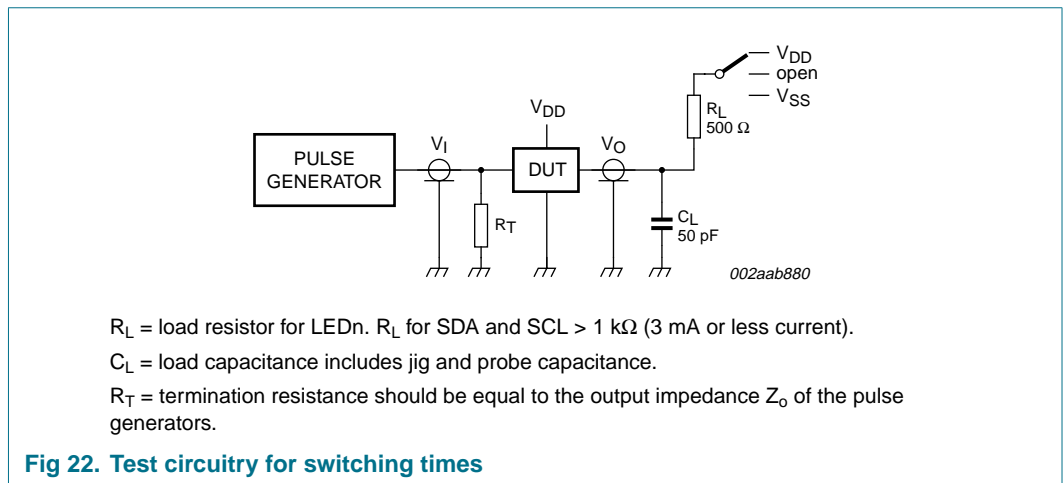 VDD
open
VSS
RL
500 Ω
VDD
VI
VO
PULSE
GENERATOR
DUT
RT
CL
50 pF
002aab880
RL = load resistor for LEDn. RL for SDA and SCL > 1 kΩ (3 mA or less current).
CL = load capacitance includes jig and probe capacitance.
RT = termination resistance should be equal to the output impedance Zo of the pulse
generators.
Fig 22. Test circuitry for switching times